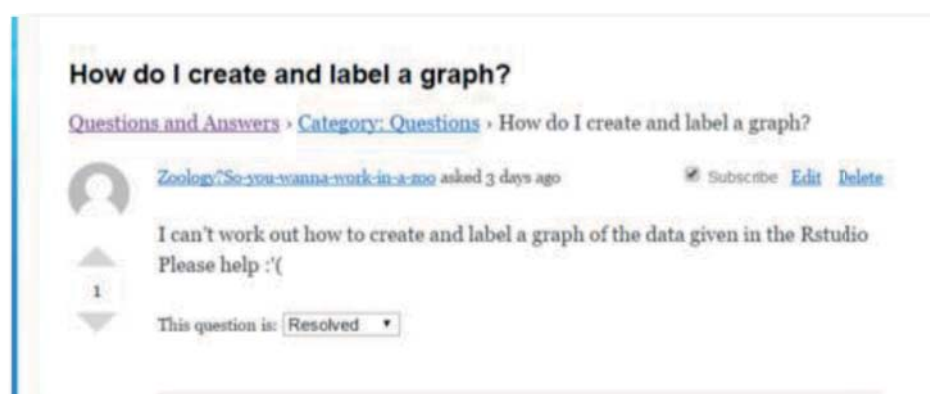 How do I create and label a graph?
Questions and Answers › Category: Questions › How do I create and label a graph?
Zoology?So-you-wanna-work-in-a-zoo asked 3 days ago Subscribe Edit Delete
I can't work out how to create and label a graph of the data given in the Rstudio
Please help :'(
1
This question is: Resolved